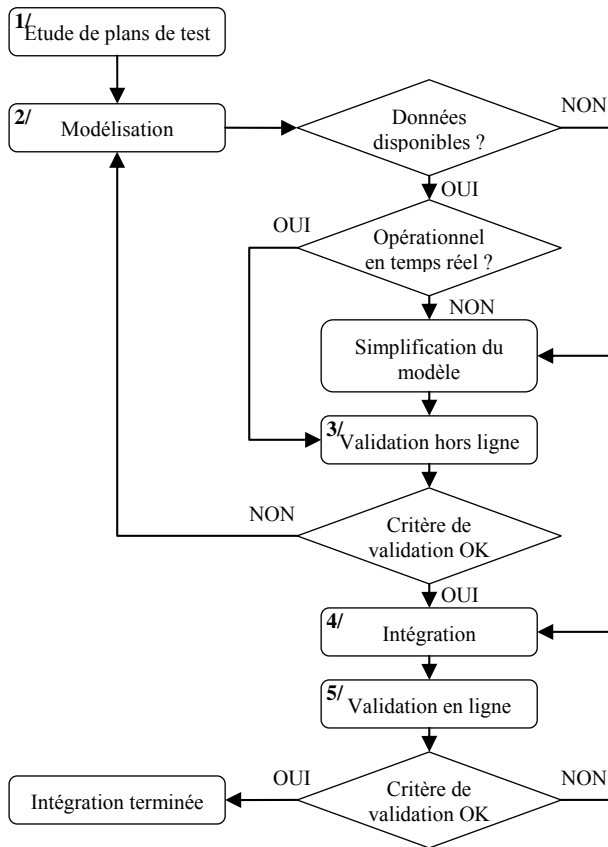 1/
Etude de plans de test
2/
Modélisation
Données
disponibles ?
NON
OUI
OUI
Opérationnel
en temps réel ?
NON
Simplification du
modèle
3/
Validation hors ligne
NON
Critère de
validation OK
OUI
4/
Intégration
5/
Validation en ligne
OUI
Critère de
validation OK
NON
Intégration terminée